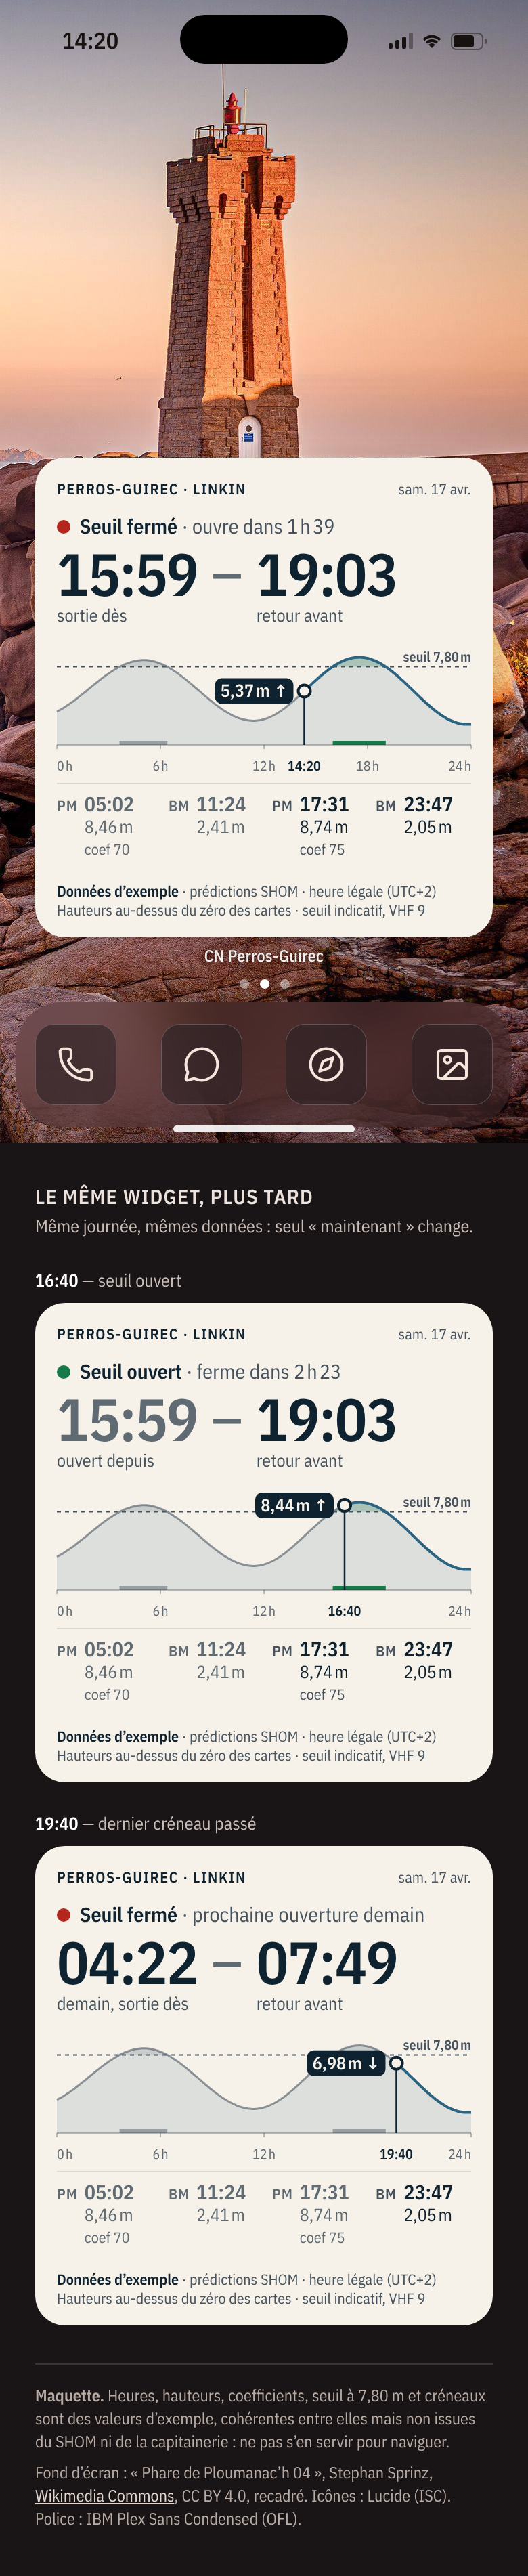 14:20
PERROS-GUIREC · LINKIN
sam. 17 avr.
Seuil fermé · ouvre dans 1 h 39
15:59 – 19:03
sortie dès
retour avant
seuil 7,80 m
5,37 m ↑
0 h 6 h 12 h 14:20 18 h 24 h
PM 05:02 BM 11:24 PM 17:31 BM 23:47
8,46 m 2,41 m 8,74 m 2,05 m
coef 70 coef 75
Données d’exemple · prédictions SHOM · heure légale (UTC+2)
Hauteurs au-dessus du zéro des cartes · seuil indicatif, VHF 9
CN Perros-Guirec
LE MÊME WIDGET, PLUS TARD
Même journée, mêmes données : seul « maintenant » change.
16:40 — seuil ouvert
PERROS-GUIREC · LINKIN
sam. 17 avr.
Seuil ouvert · ferme dans 2 h 23
15:59 – 19:03
ouvert depuis
retour avant
seuil 7,80 m
8,44 m ↑
0 h 6 h 12 h 16:40 24 h
PM 05:02 BM 11:24 PM 17:31 BM 23:47
8,46 m 2,41 m 8,74 m 2,05 m
coef 70 coef 75
Données d’exemple · prédictions SHOM · heure légale (UTC+2)
Hauteurs au-dessus du zéro des cartes · seuil indicatif, VHF 9
19:40 — dernier créneau passé
PERROS-GUIREC · LINKIN
sam. 17 avr.
Seuil fermé · prochaine ouverture demain
04:22 – 07:49
demain, sortie dès
retour avant
seuil 7,80 m
6,98 m ↓
0 h 6 h 12 h 19:40 24 h
PM 05:02 BM 11:24 PM 17:31 BM 23:47
8,46 m 2,41 m 8,74 m 2,05 m
coef 70 coef 75
Données d’exemple · prédictions SHOM · heure légale (UTC+2)
Hauteurs au-dessus du zéro des cartes · seuil indicatif, VHF 9
Maquette. Heures, hauteurs, coefficients, seuil à 7,80 m et créneaux
sont des valeurs d’exemple, cohérentes entre elles mais non issues
du SHOM ni de la capitainerie : ne pas s’en servir pour naviguer.
Fond d’écran : « Phare de Ploumanac’h 04 », Stephan Sprinz,
Wikimedia Commons, CC BY 4.0, recadré. Icônes : Lucide (ISC).
Police : IBM Plex Sans Condensed (OFL).